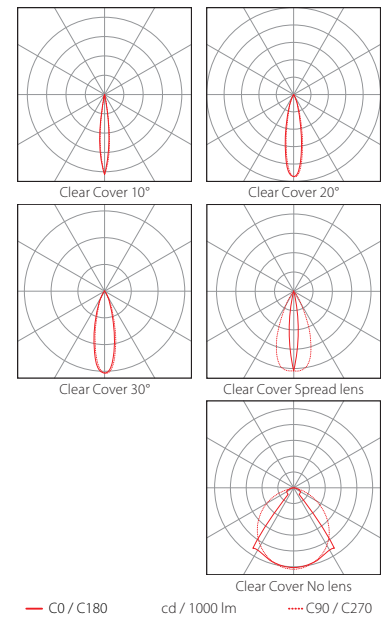 Clear Cover 10°
Clear Cover 20°
Clear Cover 30°
Clear Cover Spread lens
Clear Cover No lens
C0 / C180
cd / 1000 lm
C90 / C270